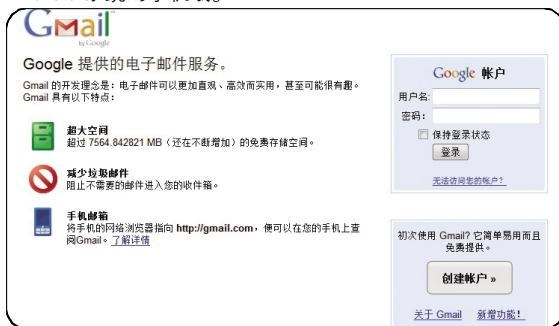 Gmail
by Google
Google 提供的电子邮件服务。
Gmail 的开发理念是：电子邮件可以更加直观、高效而实用，甚至可能很有趣。
Gmail 具有以下特点：
超大空间
超过 7564.842821 MB（还在不断增加）的免费存储空间。
减少垃圾邮件
阻止不需要的邮件进入您的收件箱。
手机邮箱
将手机的网络浏览器指向 http://gmail.com，便可以在您的手机上查
阅Gmail。了解详情
Google 帐户
用户名:
密码：
保持登录状态
登录
无法访问您的帐户？
初次使用 Gmail? 它简单易用而且
免费提供。
创建帐户 »
关于 Gmail 新增功能！